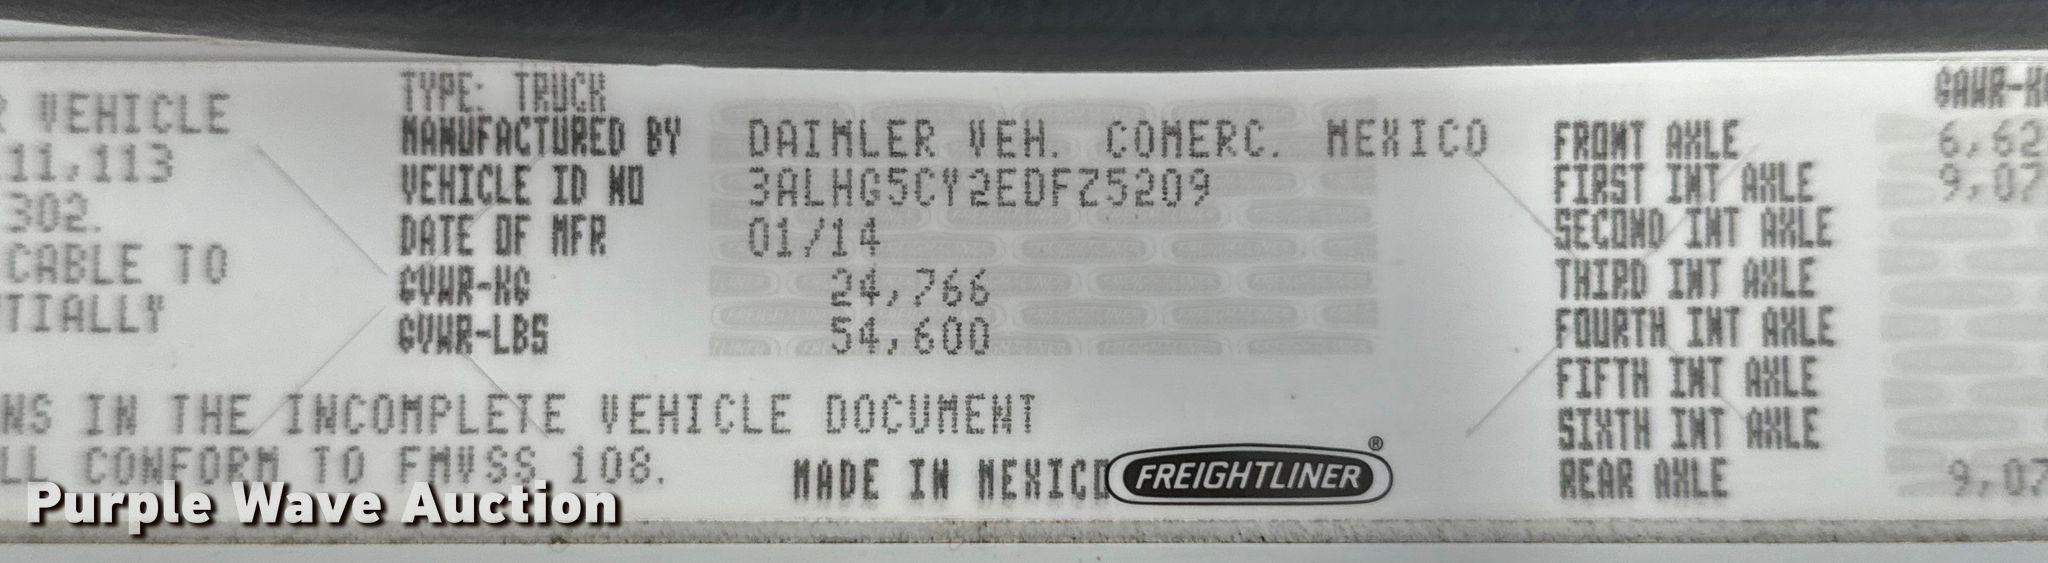 R VEHICLE
11,113
302.
CABLE TO
TIALLY
TYPE: TRUCK
MANUFACTURED BY DAIMLER VEH. COMERC. MEXICO
VEHICLE ID NO 3ALHG5CY2EDFZ5209
DATE OF MFR 01/14
GVWR-KG 24,766
GVWR-LBS 54,600
NS IN THE INCOMPLETE VEHICLE DOCUMENT
LL CONFORM TO FMVSS 108.
MADE IN MEXICO
FREIGHTLINER®
GAWR-KG
FRONT AXLE 6,62
FIRST INT AXLE 9,07
SECOND INT AXLE
THIRD INT AXLE
FOURTH INT AXLE
FIFTH INT AXLE
SIXTH INT AXLE
REAR AXLE 9,07
Purple Wave Auction